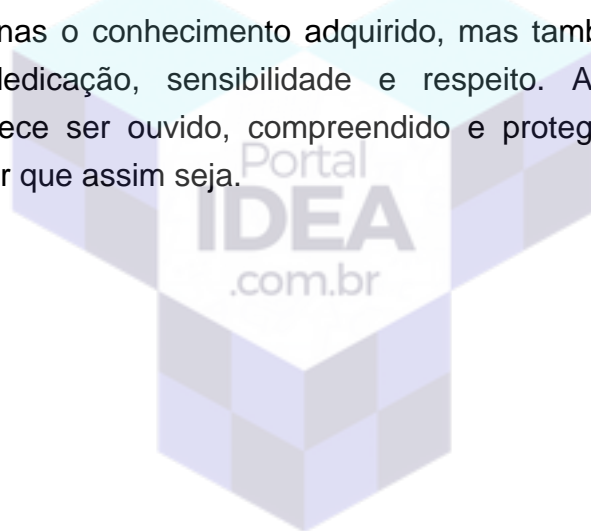 nas o conhecimento adquirido, mas tamb
edicação, sensibilidade e respeito. A
ece ser ouvido, compreendido e proteg
r que assim seja.
Portal
IDEA
.com.br